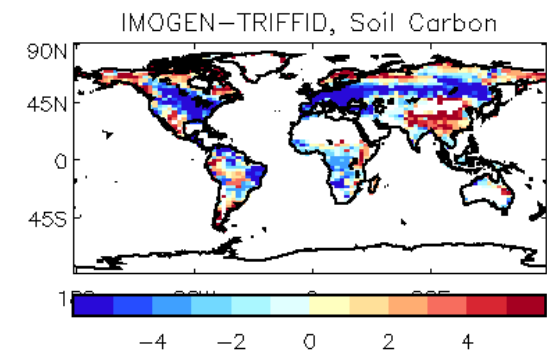 IMOGEN-TRIFFID, Soil Carbon
90N
45N
0
45S
-4 -2 0 2 4